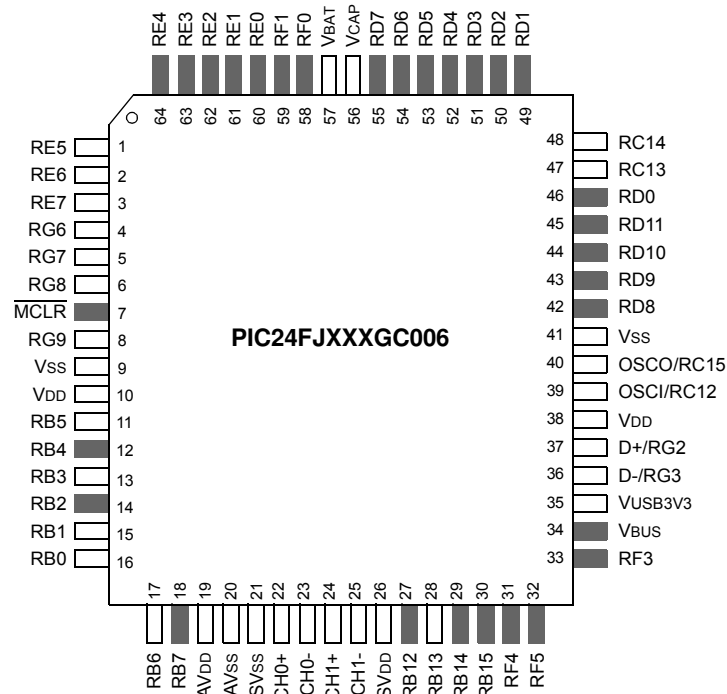 RE4 RE3 RE2 RE1 RE0 RF1 RF0 VBAT VCAP RD7 RD6 RD5 RD4 RD3 RD2 RD1
64 63 62 61 60 59 58 57 56 55 54 53 52 51 50 49
RE5 1
RE6 2
RE7 3
RG6 4
RG7 5
RG8 6
MCLR 7
RG9 8
VSS 9
VDD 10
RB5 11
RB4 12
RB3 13
RB2 14
RB1 15
RB0 16
PIC24FJXXXGC006
48 RC14
47 RC13
46 RD0
45 RD11
44 RD10
43 RD9
42 RD8
41 VSS
40 OSCO/RC15
39 OSCI/RC12
38 VDD
37 D+/RG2
36 D-/RG3
35 VUSB3V3
34 VBUS
33 RF3
17 18 19 20 21 22 23 24 25 26 27 28 29 30 31 32
RB6 RB7 AVDD AVSS SVSS CH0+ CH0- CH1+ CH1- SVDD RB12 RB13 RB14 RB15 RF4 RF5